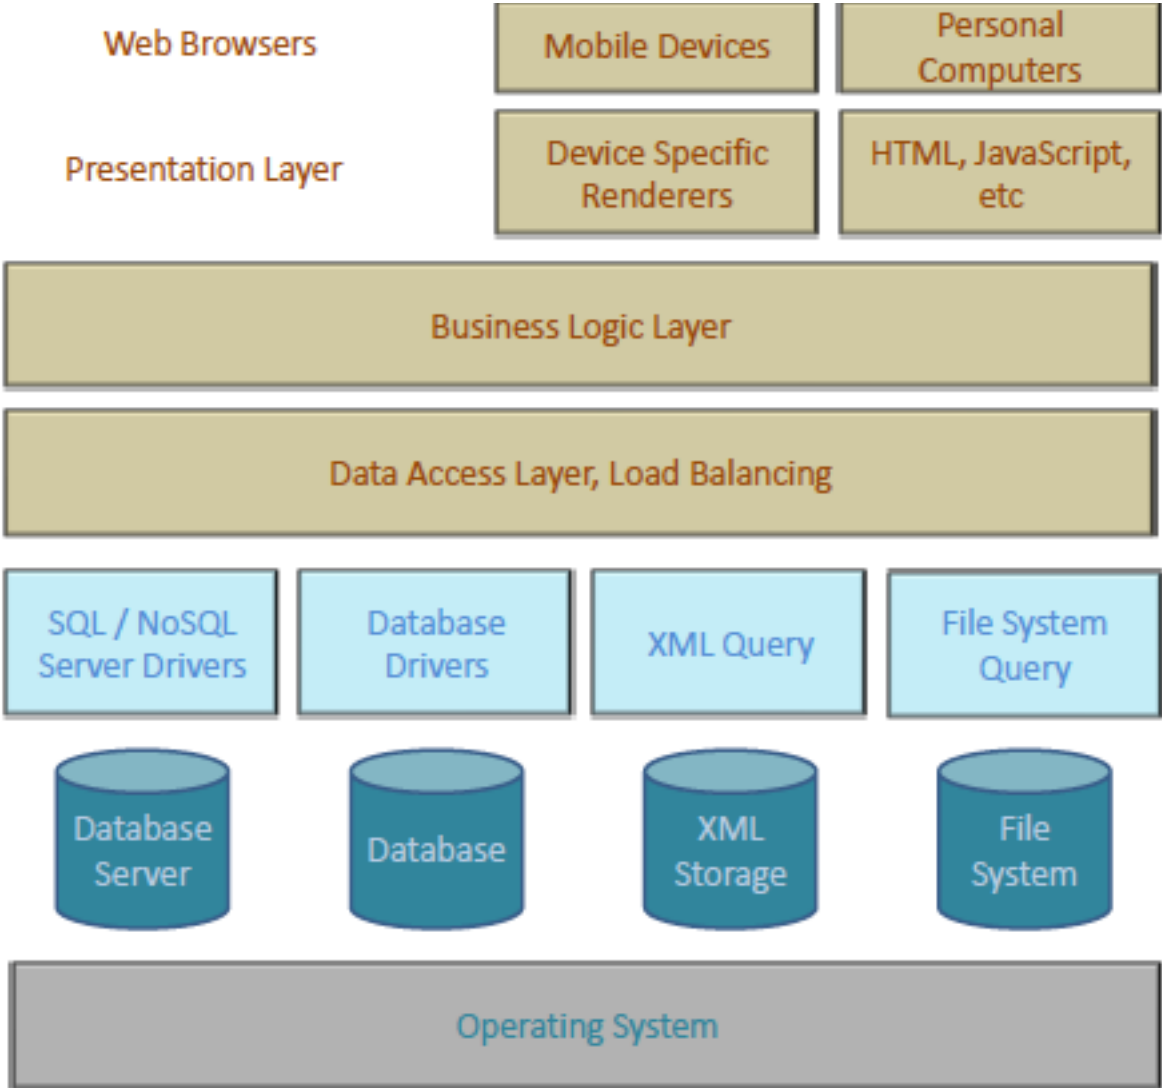 Web Browsers
Mobile Devices
Personal
Computers
Presentation Layer
Device Specific
Renderers
HTML, JavaScript,
etc
Business Logic Layer
Data Access Layer, Load Balancing
SQL / NoSQL
Server Drivers
Database
Drivers
XML Query
File System
Query
Database
Server
Database
XML
Storage
File
System
Operating System